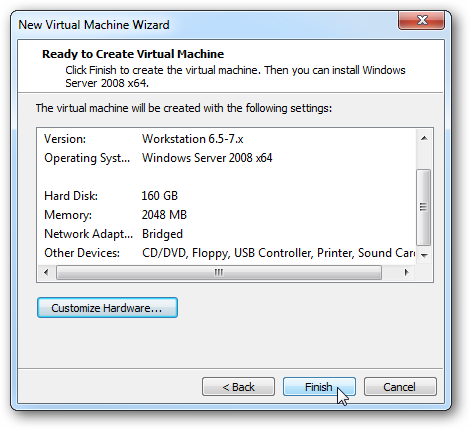 New Virtual Machine Wizard
Ready to Create Virtual Machine
Click Finish to create the virtual machine. Then you can install Windows
Server 2008 x64.
The virtual machine will be created with the following settings:
Version: Workstation 6.5-7.x
Operating Syst... Windows Server 2008 x64
Hard Disk: 160 GB
Memory: 2048 MB
Network Adapt... Bridged
Other Devices: CD/DVD, Floppy, USB Controller, Printer, Sound Car
Customize Hardware...
< Back Finish Cancel